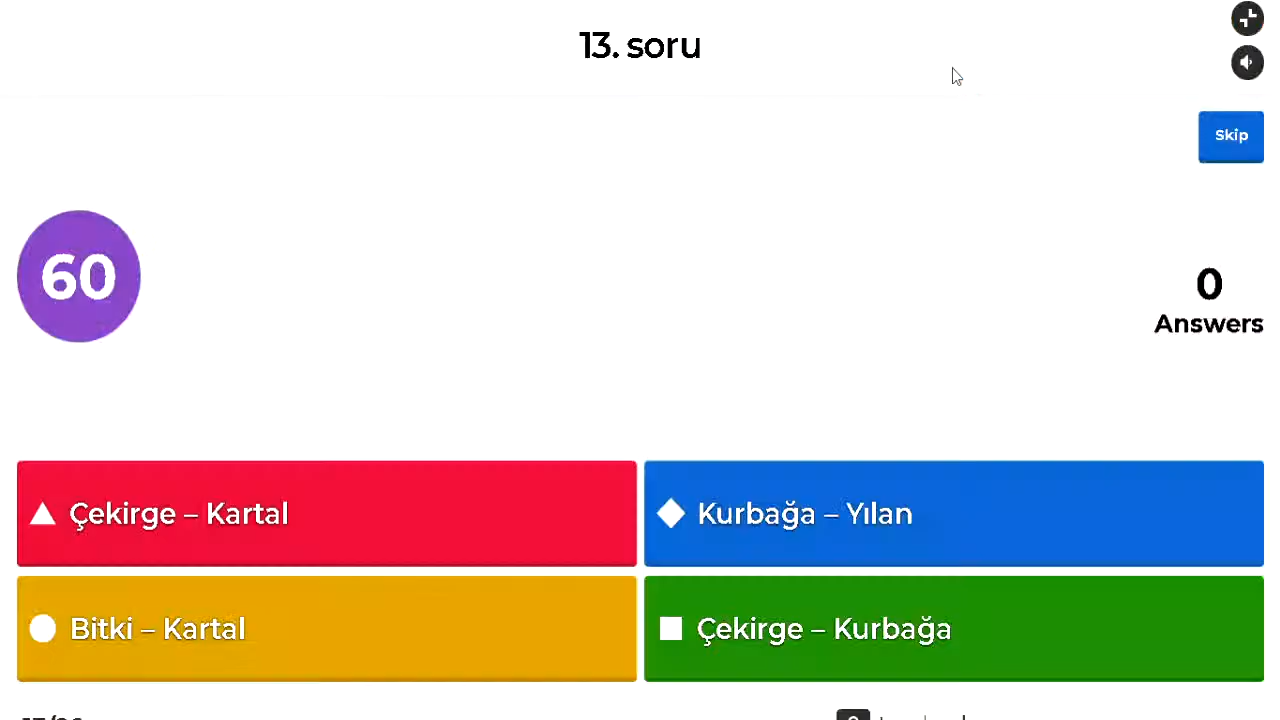 13. soru
Skip
60
0
Answers
Çekirge – Kartal
Kurbağa – Yılan
Bitki – Kartal
Çekirge – Kurbağa